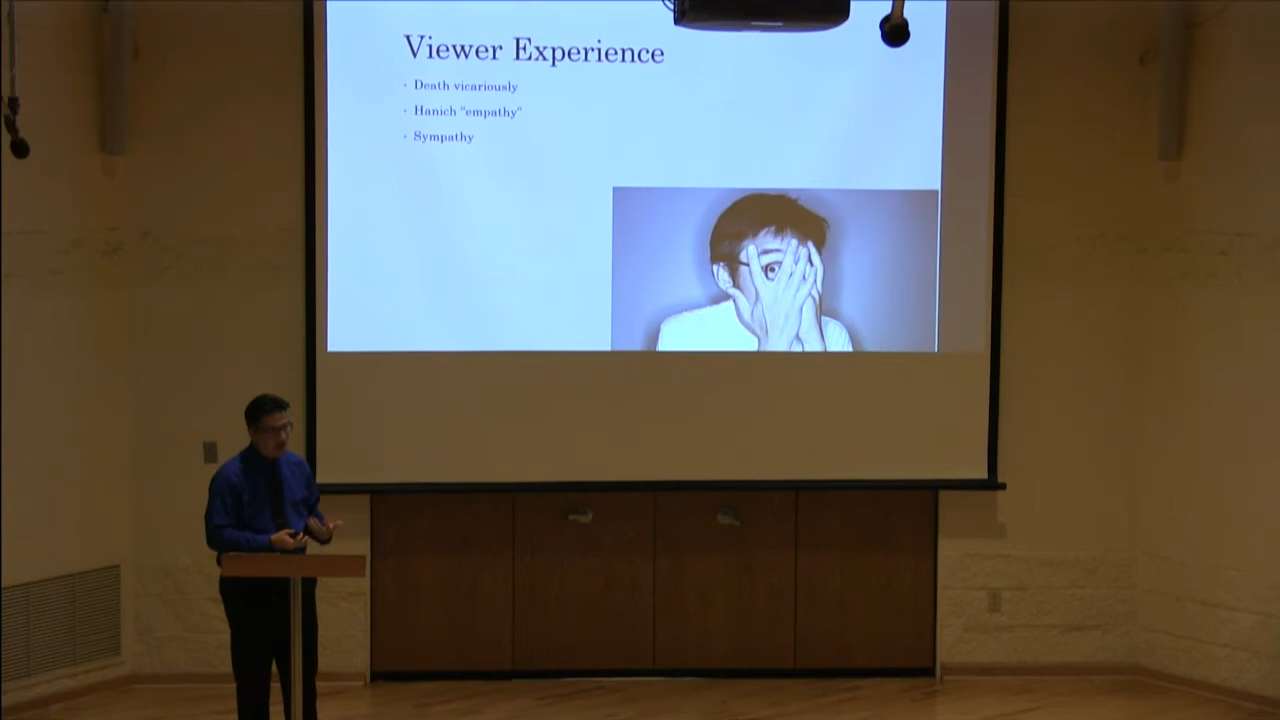 Viewer Experience
· Death vicariously
· Hanich "empathy"
· Sympathy